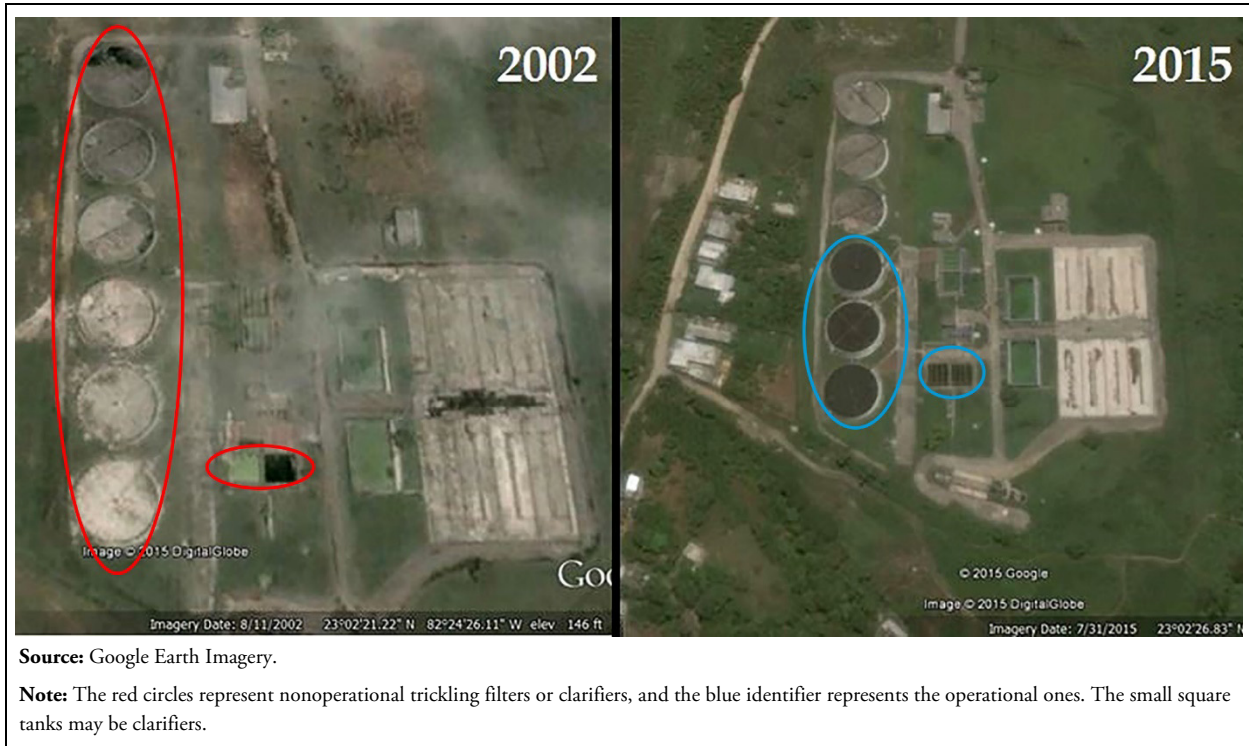 2002
2015
Image © 2015 DigitalGlobe
Imagery Date: 8/11/2002 23°02'21.22" N 82°24'26.11" W elev 146 ft
© 2015 Google
Image © 2015 DigitalGlobe
Imagery Date: 7/31/2015 23°02'26.83" N
Source: Google Earth Imagery.
Note: The red circles represent nonoperational trickling filters or clarifiers, and the blue identifier represents the operational ones. The small square
tanks may be clarifiers.